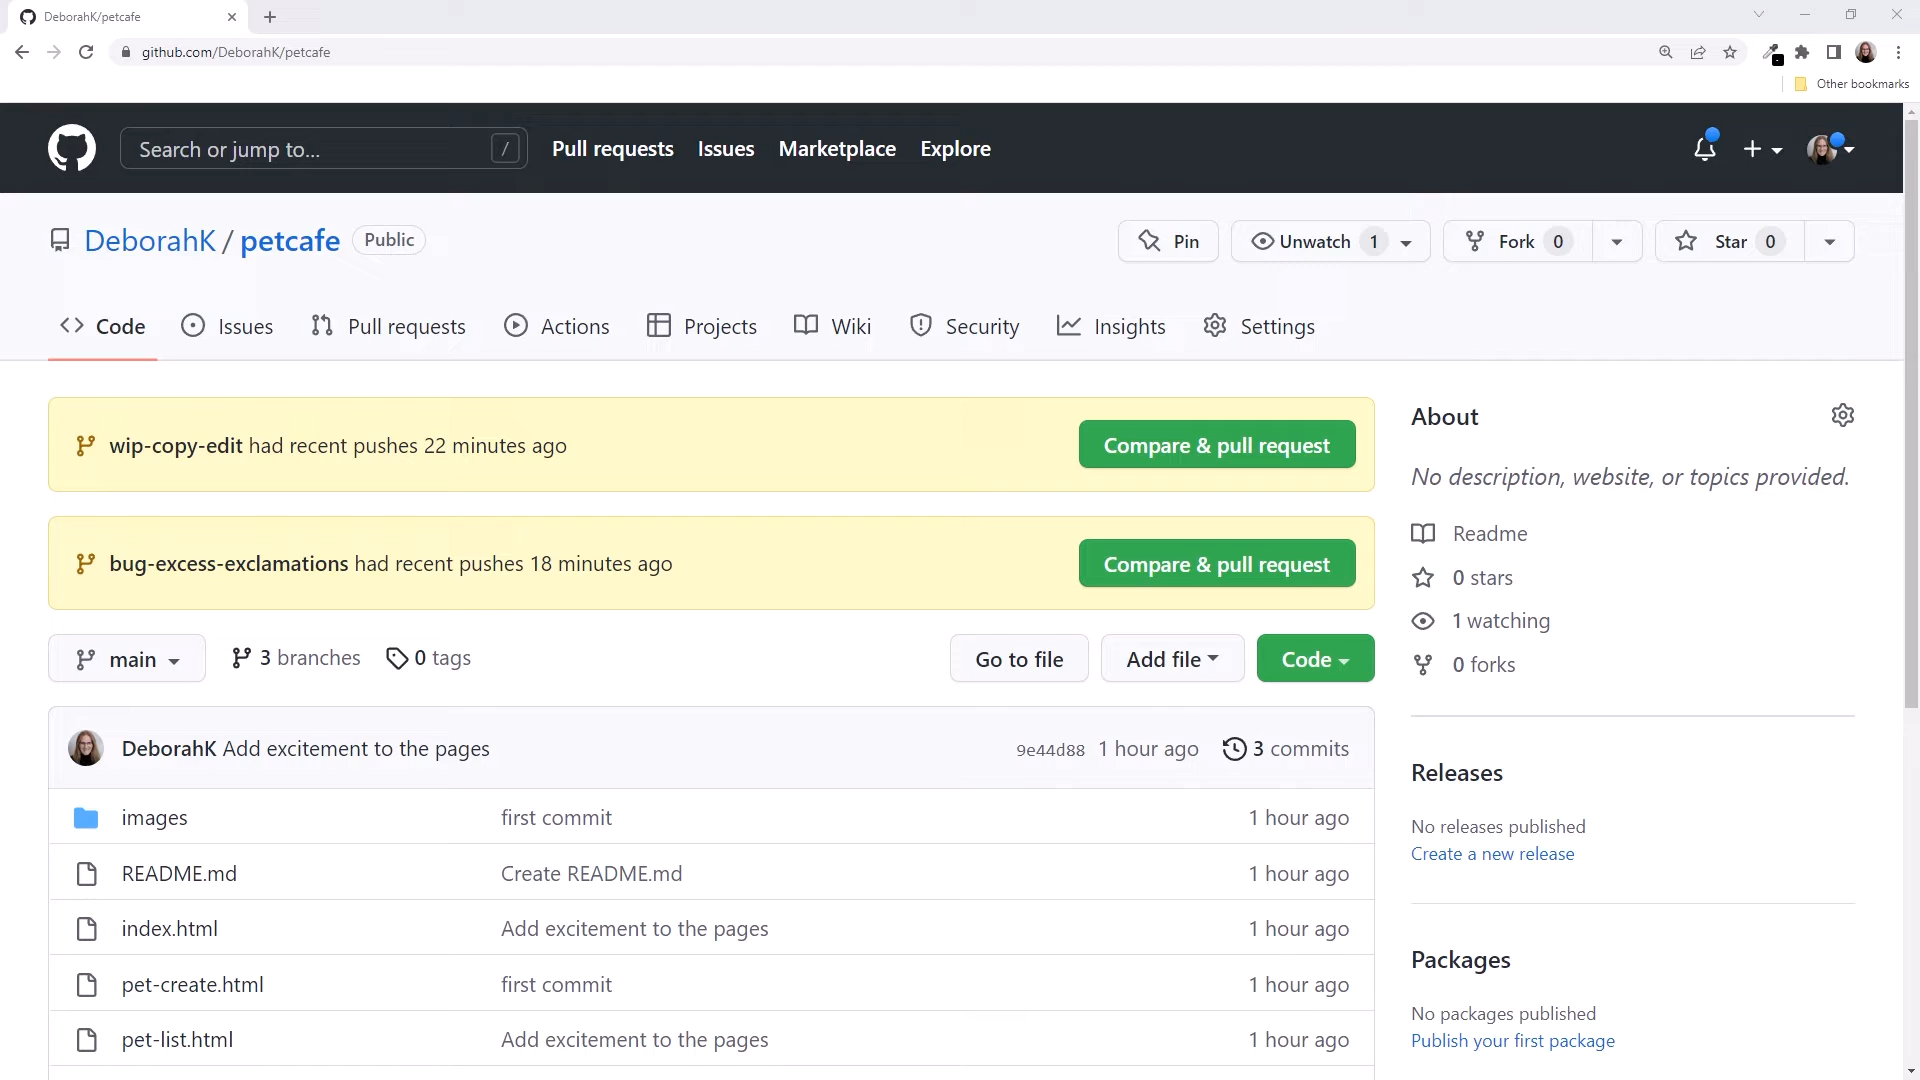 DeborahK/petcafe
github.com/DeborahK/petcafe
Other bookmarks
Search or jump to... /
Pull requests Issues Marketplace Explore
DeborahK / petcafe Public
Pin Unwatch 1 Fork 0 Star 0
Code Issues Pull requests Actions Projects Wiki Security Insights Settings
wip-copy-edit had recent pushes 22 minutes ago Compare & pull request
bug-excess-exclamations had recent pushes 18 minutes ago Compare & pull request
main 3 branches 0 tags Go to file Add file Code
DeborahK Add excitement to the pages 9e44d88 1 hour ago 3 commits
images first commit 1 hour ago
README.md Create README.md 1 hour ago
index.html Add excitement to the pages 1 hour ago
pet-create.html first commit 1 hour ago
pet-list.html Add excitement to the pages 1 hour ago
About
No description, website, or topics provided.
Readme
0 stars
1 watching
0 forks
Releases
No releases published
Create a new release
Packages
No packages published
Publish your first package